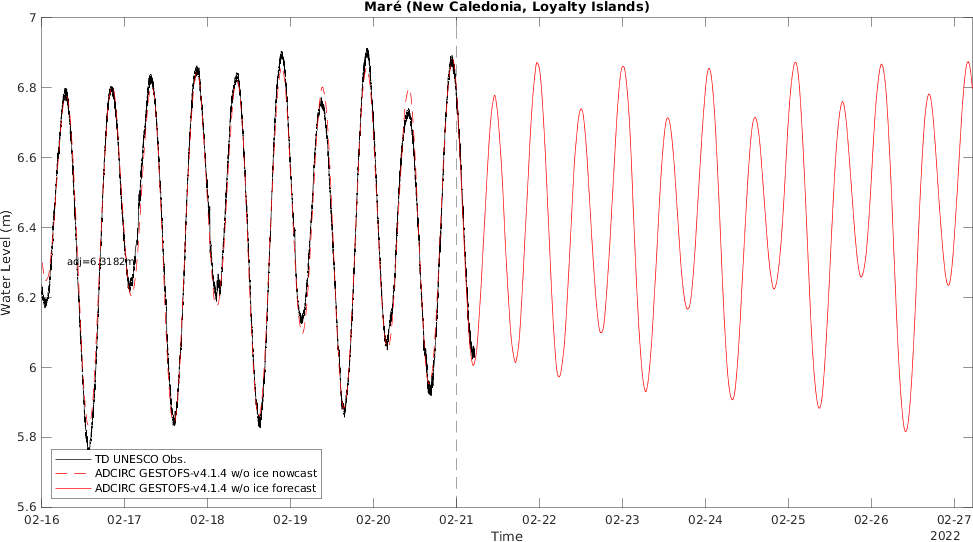 Maré (New Caledonia, Loyalty Islands)
7
6.8
6.6
6.4
6.2
6
5.8
5.6
Water Level (m)
adj=6.3182m
TD UNESCO Obs.
ADCIRC GESTOFS-v4.1.4 w/o ice nowcast
ADCIRC GESTOFS-v4.1.4 w/o ice forecast
02-16 02-17 02-18 02-19 02-20 02-21 02-22 02-23 02-24 02-25 02-26 02-27
Time
2022